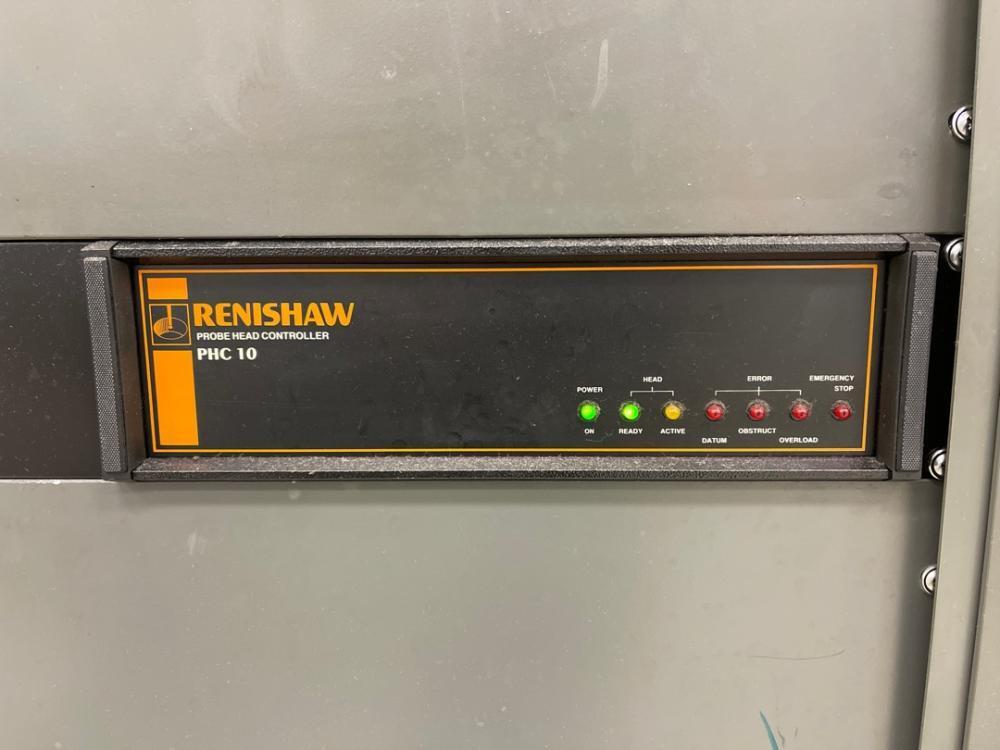 RENISHAW
PROBE HEAD CONTROLLER
PHC 10
POWER
ON
HEAD
READY ACTIVE
ERROR
DATUM OBSTRUCT OVERLOAD
EMERGENCY
STOP